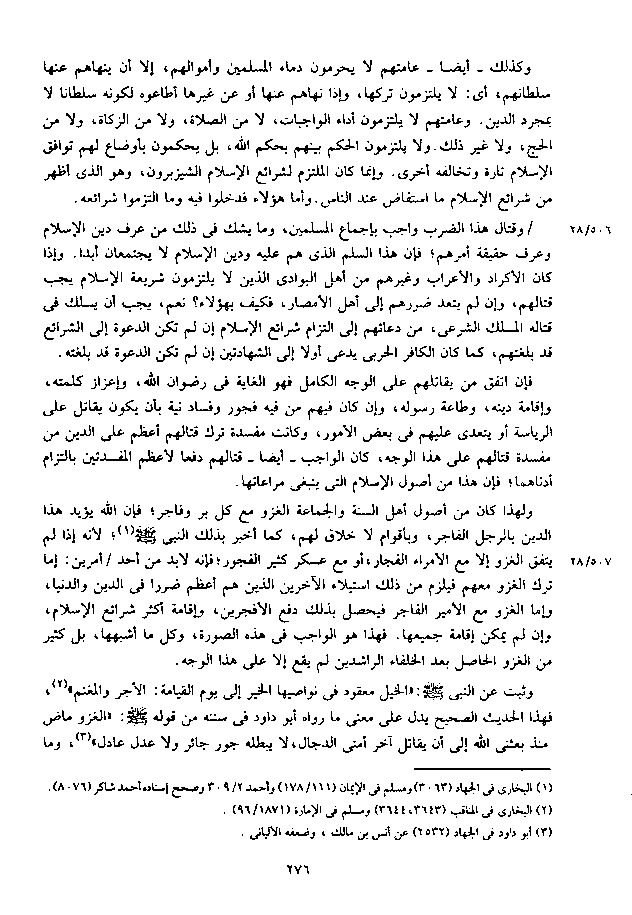 وكذلك ـ أيضا ـ عامتهم لا يحرمون دماء المسلمين وأموالهم، إلا أن ينهاهم عنها
سلطانهم، أى: لا يلتزمون تركها، وإذا نهاهم عنها أو عن غيرها أطاعوه لكونه سلطانا لا
بمجرد الدين. وعامتهم لا يلتزمون أداء الواجبات، لا من الصلاة، ولا من الزكاة، ولا من
الحج، ولا غير ذلك. ولا يلتزمون الحكم بينهم بحكم الله، بل يحكمون بأوضاع لهم توافق
الإسلام تارة وتخالفه أخرى. وإنما كان الملتزم لشرائع الإسلام الشيزبرون، وهو الذى أظهر
من شرائع الإسلام ما استفاض عند الناس. وأما هؤلاء فدخلوا فيه وما التزموا شرائعه.
٢٨/٥٠٦ / وقتال هذا الضرب واجب بإجماع المسلمين، وما يشك فى ذلك من عرف دين الإسلام
وعرف حقيقة أمرهم؛ فإن هذا السلم الذى هم عليه ودين الإسلام لا يجتمعان أبدا. وإذا
كان الأكراد والأعراب وغيرهم من أهل البوادى الذين لا يلتزمون شريعة الإسلام يجب
قتالهم، وإن لم يتعد ضررهم إلى أهل الأمصار، فكيف بهؤلاء؟ نعم، يجب أن يسلك فى
قتاله المسلك الشرعى، من دعائهم إلى التزام شرائع الإسلام إن لم تكن الدعوة إلى الشرائع
قد بلغتهم، كما كان الكافر الحربى يدعى أولا إلى الشهادتين إن لم تكن الدعوة قد بلغته.
فإن اتفق من يقاتلهم على الوجه الكامل فهو الغاية فى رضوان الله، وإعزاز كلمته،
وإقامة دينه، وطاعة رسوله، وإن كان فيهم من فيه فجور وفساد نية بأن يكون يقاتل على
الرياسة أو يتعدى عليهم فى بعض الأمور، وكانت مفسدة ترك قتالهم أعظم على الدين من
مفسدة قتالهم على هذا الوجه، كان الواجب ـ أيضا ـ قتالهم دفعا لأعظم المفسدتين بالتزام
أدناهما؛ فإن هذا من أصول الإسلام التى ينبغى مراعاتها.
ولهذا كان من أصول أهل السنة والجماعة الغزو مع كل بر وفاجر؛ فإن الله يؤيد هذا
الدين بالرجل الفاجر، وبأقوام لا خلاق لهم، كما أخبر بذلك النبى ﷺ(١)؛ لأنه إذا لم
٢٨/٥٠٧ يتفق الغزو إلا مع الأمراء الفجار، أو مع عسكر كثير الفجور؛ فإنه لابد من أحد / أمرين: إما
ترك الغزو معهم فيلزم من ذلك استيلاء الآخرين الذين هم أعظم ضررا فى الدين والدنيا،
وإما الغزو مع الأمير الفاجر فيحصل بذلك دفع الأفجرين، وإقامة أكثر شرائع الإسلام،
وإن لم يمكن إقامة جميعها. فهذا هو الواجب فى هذه الصورة، وكل ما أشبهها، بل كثير
من الغزو الحاصل بعد الخلفاء الراشدين لم يقع إلا على هذا الوجه.
وثبت عن النبى ﷺ: «الخيل معقود فى نواصيها الخير إلى يوم القيامة: الأجر والمغنم»(٢)،
فهذا الحديث الصحيح يدل على معنى ما رواه أبو داود فى سننه من قوله ﷺ: «الغزو ماض
منذ بعثنى الله إلى أن يقاتل آخر أمتى الدجال، لا يبطله جور جائر ولا عدل عادل»(٣)، وما
(١) البخارى فى الجهاد (٣٠٦٣) ومسلم فى الإيمان (١٧٨/١١١) وأحمد ٣٠٩/٢ وصحح إسناده أحمد شاكر (٨٠٧٦).
(٢) البخارى فى المناقب (٣٦٤٣، ٣٦٤٤) ومسلم فى الإمارة (٩٦/١٨٧١) .
(٣) أبو داود فى الجهاد (٢٥٣٢) عن أنس بن مالك ، وضعفه الألبانى .
٢٧٦